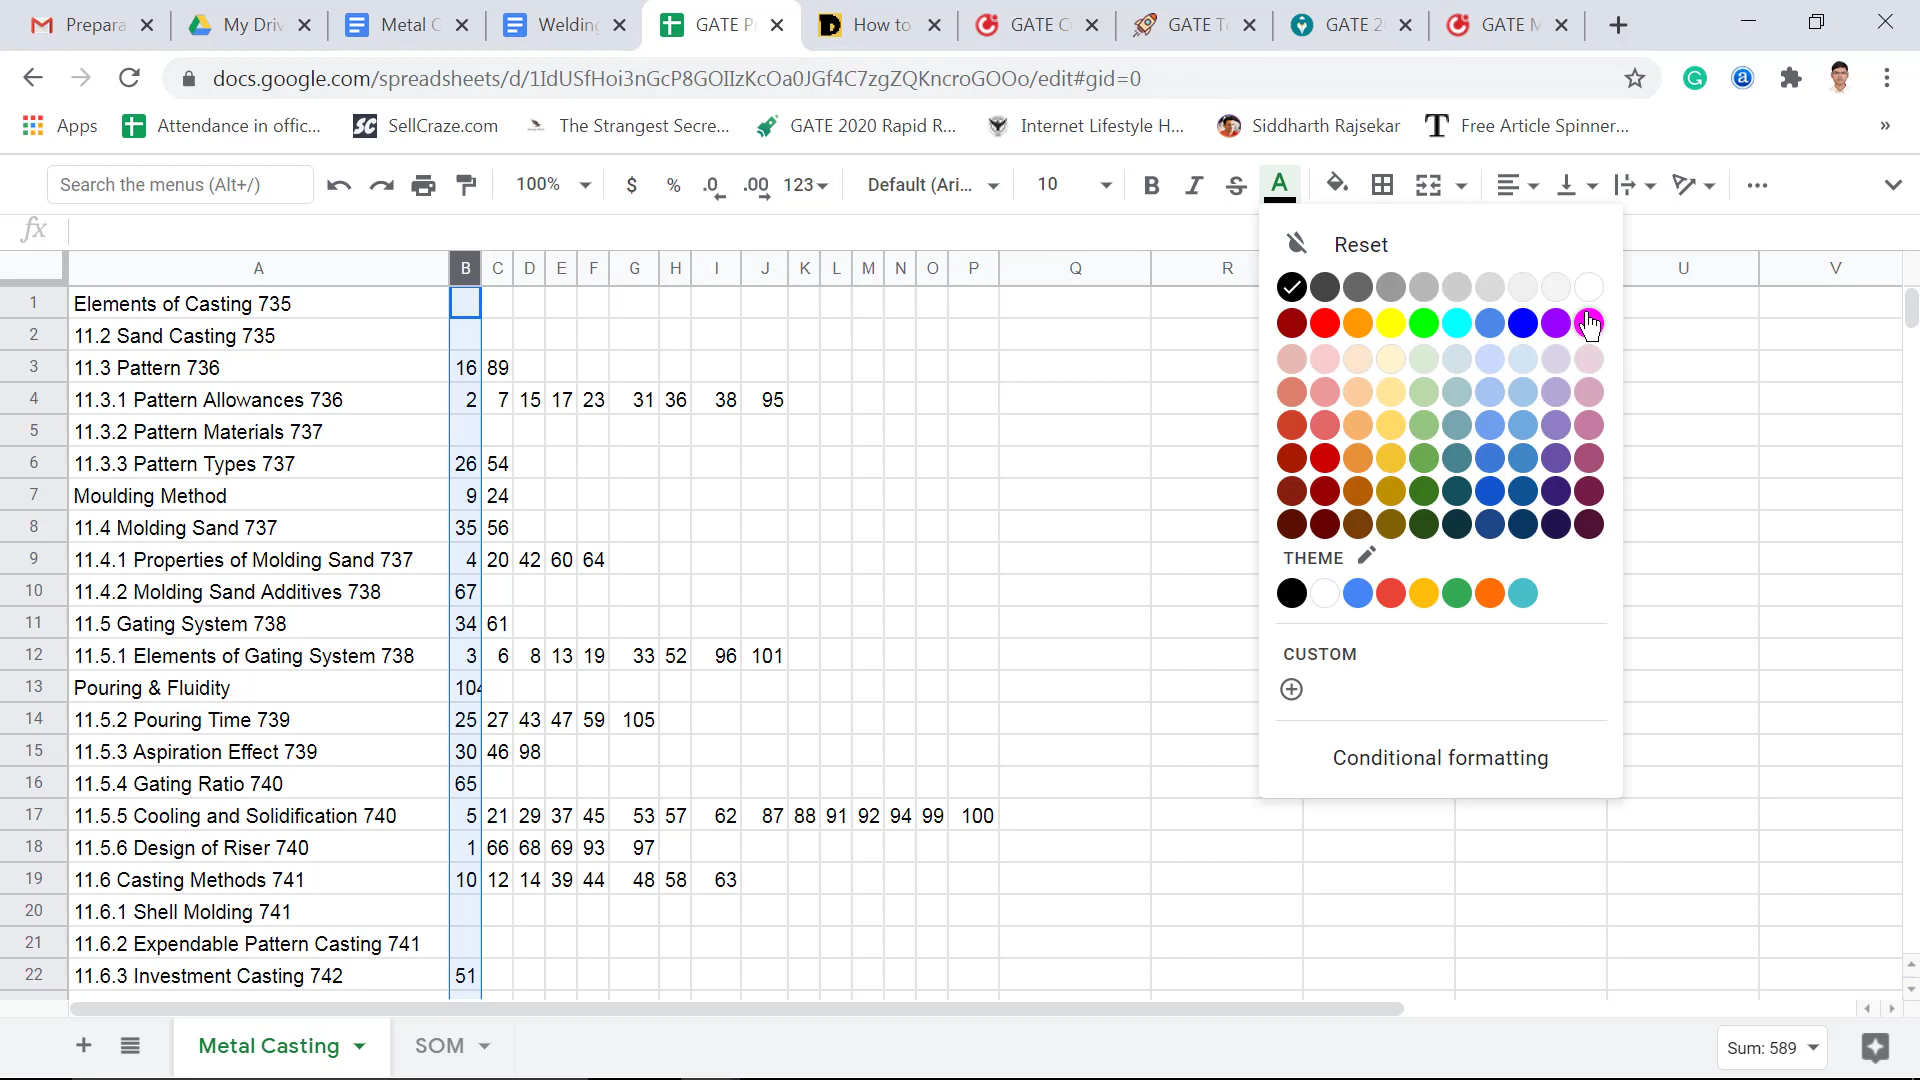 Prepara My Driv Metal C Welding GATE P How to GATE C GATE T GATE 2 GATE M
docs.google.com/spreadsheets/d/1IdUSfHoi3nGcP8GOIIzKcOa0JGf4C7zgZQKncroGOOo/edit#gid=0
Apps Attendance in offic... SellCraze.com The Strangest Secre... GATE 2020 Rapid R... Internet Lifestyle H... Siddharth Rajsekar Free Article Spinner... »
Search the menus (Alt+/) 100% $ % .0 .00 123 Default (Ari... 10 B I S A
fx
A B C D E F G H I J K L M N O P Q R U V
1 Elements of Casting 735
2 11.2 Sand Casting 735
3 11.3 Pattern 736 16 89
4 11.3.1 Pattern Allowances 736 2 7 15 17 23 31 36 38 95
5 11.3.2 Pattern Materials 737
6 11.3.3 Pattern Types 737 26 54
7 Moulding Method 9 24
8 11.4 Molding Sand 737 35 56
9 11.4.1 Properties of Molding Sand 737 4 20 42 60 64
10 11.4.2 Molding Sand Additives 738 67
11 11.5 Gating System 738 34 61
12 11.5.1 Elements of Gating System 738 3 6 8 13 19 33 52 96 101
13 Pouring & Fluidity 104
14 11.5.2 Pouring Time 739 25 27 43 47 59 105
15 11.5.3 Aspiration Effect 739 30 46 98
16 11.5.4 Gating Ratio 740 65
17 11.5.5 Cooling and Solidification 740 5 21 29 37 45 53 57 62 87 88 91 92 94 99 100
18 11.5.6 Design of Riser 740 1 66 68 69 93 97
19 11.6 Casting Methods 741 10 12 14 39 44 48 58 63
20 11.6.1 Shell Molding 741
21 11.6.2 Expendable Pattern Casting 741
22 11.6.3 Investment Casting 742 51
Reset
THEME
CUSTOM
Conditional formatting
Metal Casting SOM Sum: 589